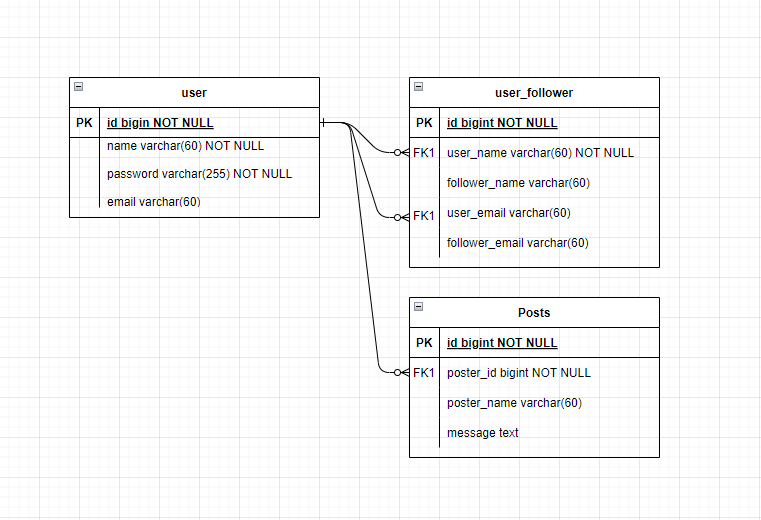 user
PK id bigin NOT NULL
name varchar(60) NOT NULL
password varchar(255) NOT NULL
email varchar(60)
user_follower
PK id bigint NOT NULL
FK1 user_name varchar(60) NOT NULL
follower_name varchar(60)
FK1 user_email varchar(60)
follower_email varchar(60)
Posts
PK id bigint NOT NULL
FK1 poster_id bigint NOT NULL
poster_name varchar(60)
message text